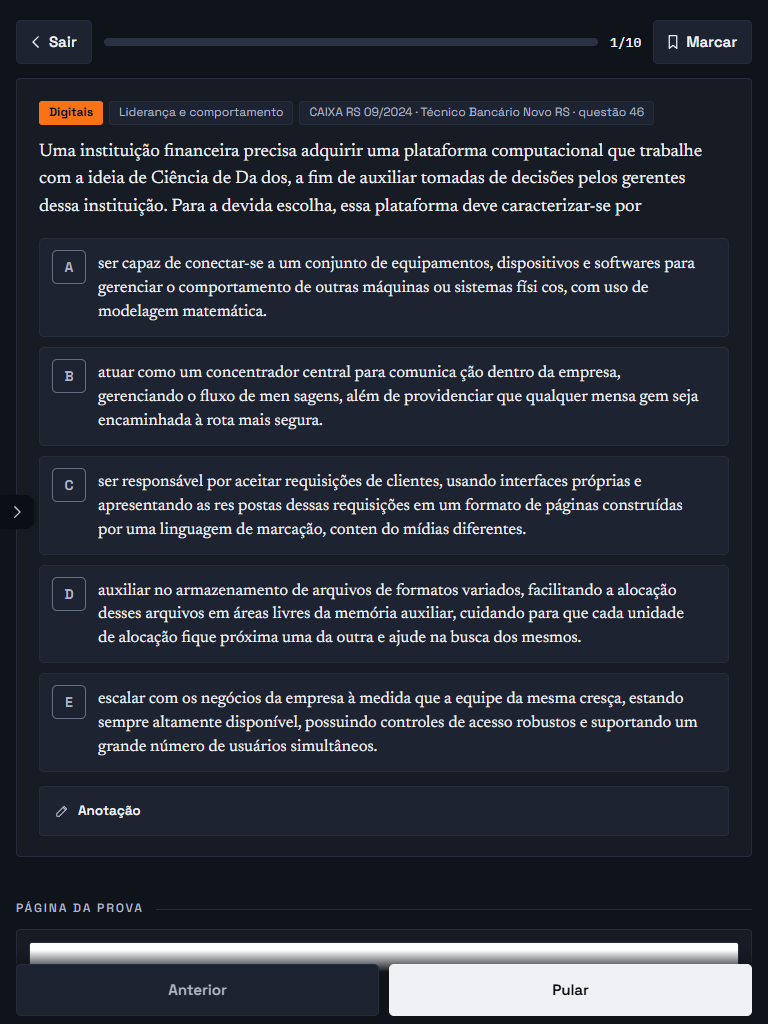 Sair
1/10
Marcar
Digitais
Liderança e comportamento
CAIXA RS 09/2024 · Técnico Bancário Novo RS · questão 46
Uma instituição financeira precisa adquirir uma plataforma computacional que trabalhe
com a ideia de Ciência de Da dos, a fim de auxiliar tomadas de decisões pelos gerentes
dessa instituição. Para a devida escolha, essa plataforma deve caracterizar-se por
A
ser capaz de conectar-se a um conjunto de equipamentos, dispositivos e softwares para
gerenciar o comportamento de outras máquinas ou sistemas físi cos, com uso de
modelagem matemática.
B
atuar como um concentrador central para comunica ção dentro da empresa,
gerenciando o fluxo de men sagens, além de providenciar que qualquer mensa gem seja
encaminhada à rota mais segura.
C
ser responsável por aceitar requisições de clientes, usando interfaces próprias e
apresentando as res postas dessas requisições em um formato de páginas construídas
por uma linguagem de marcação, conten do mídias diferentes.
D
auxiliar no armazenamento de arquivos de formatos variados, facilitando a alocação
desses arquivos em áreas livres da memória auxiliar, cuidando para que cada unidade
de alocação fique próxima uma da outra e ajude na busca dos mesmos.
E
escalar com os negócios da empresa à medida que a equipe da mesma cresça, estando
sempre altamente disponível, possuindo controles de acesso robustos e suportando um
grande número de usuários simultâneos.
Anotação
PÁGINA DA PROVA
Anterior
Pular